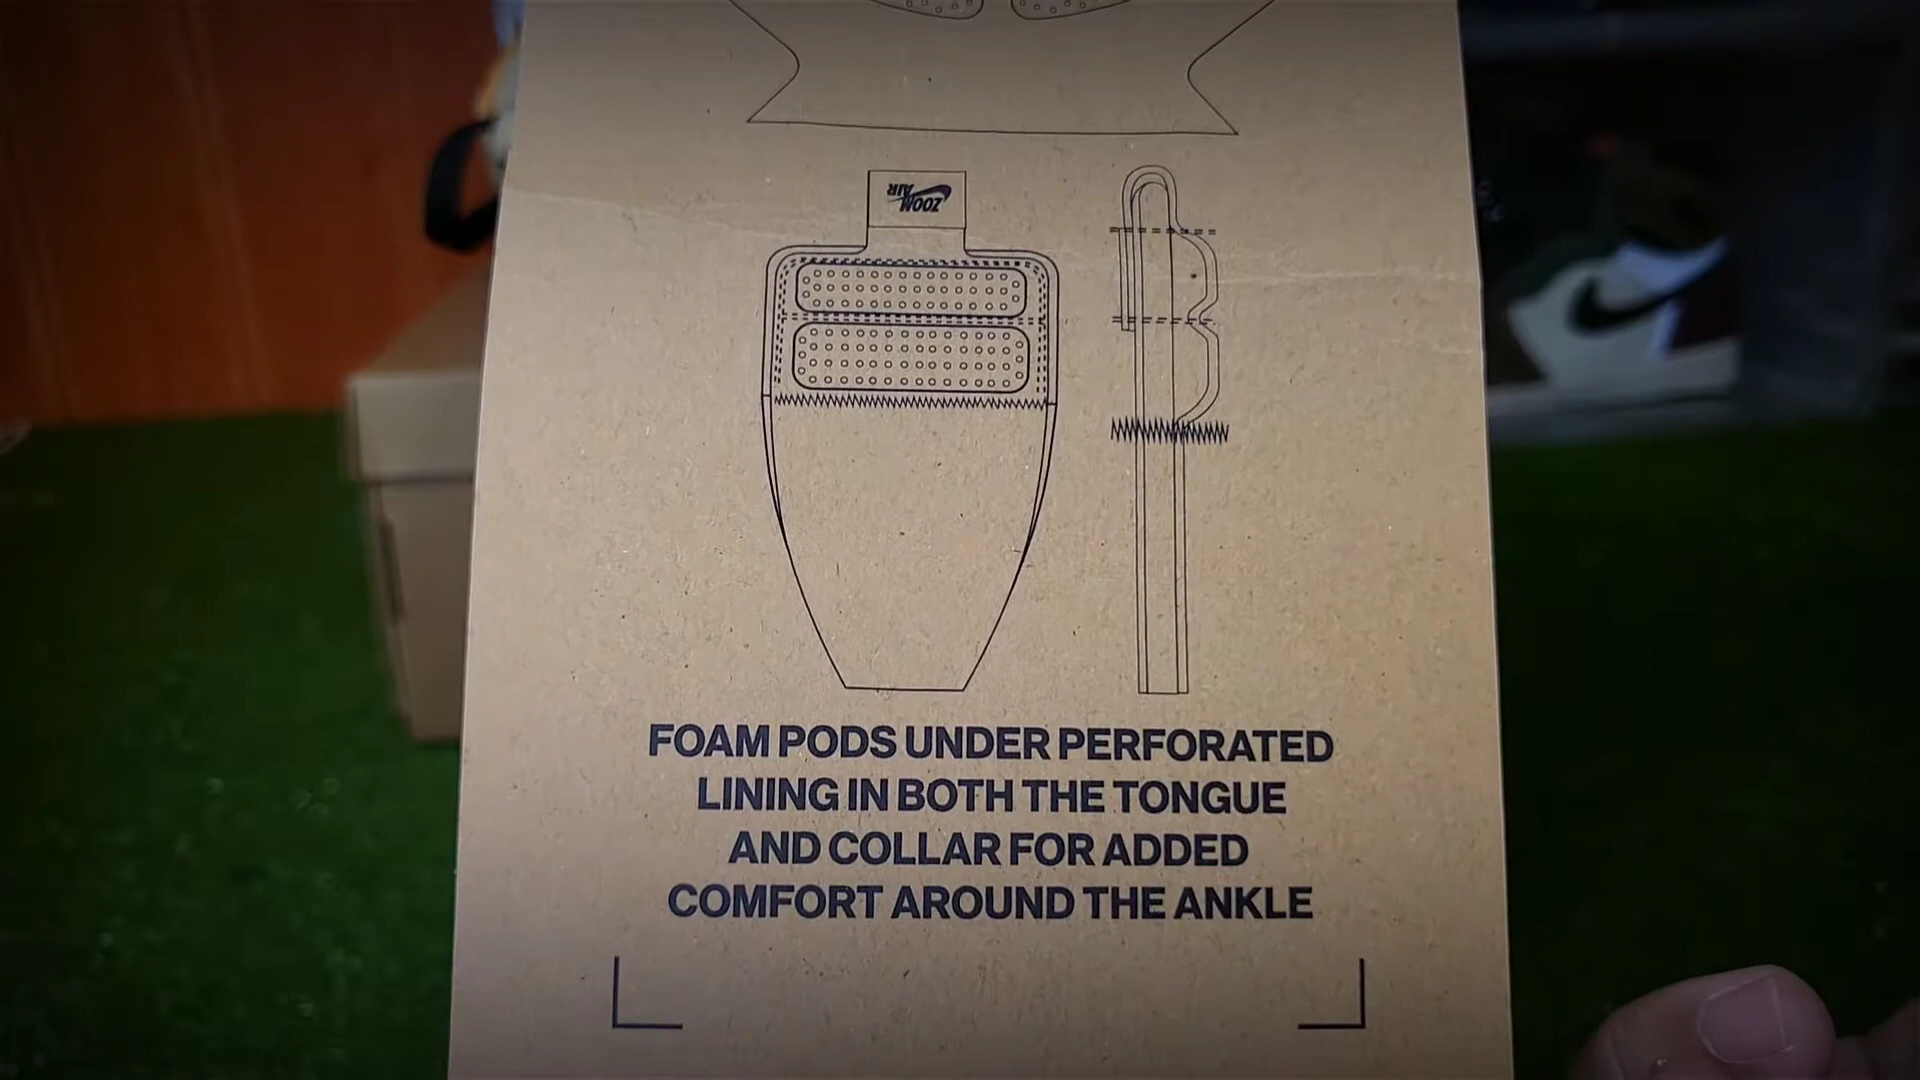 ZOOM
AIR
FOAM PODS UNDER PERFORATED
LINING IN BOTH THE TONGUE
AND COLLAR FOR ADDED
COMFORT AROUND THE ANKLE